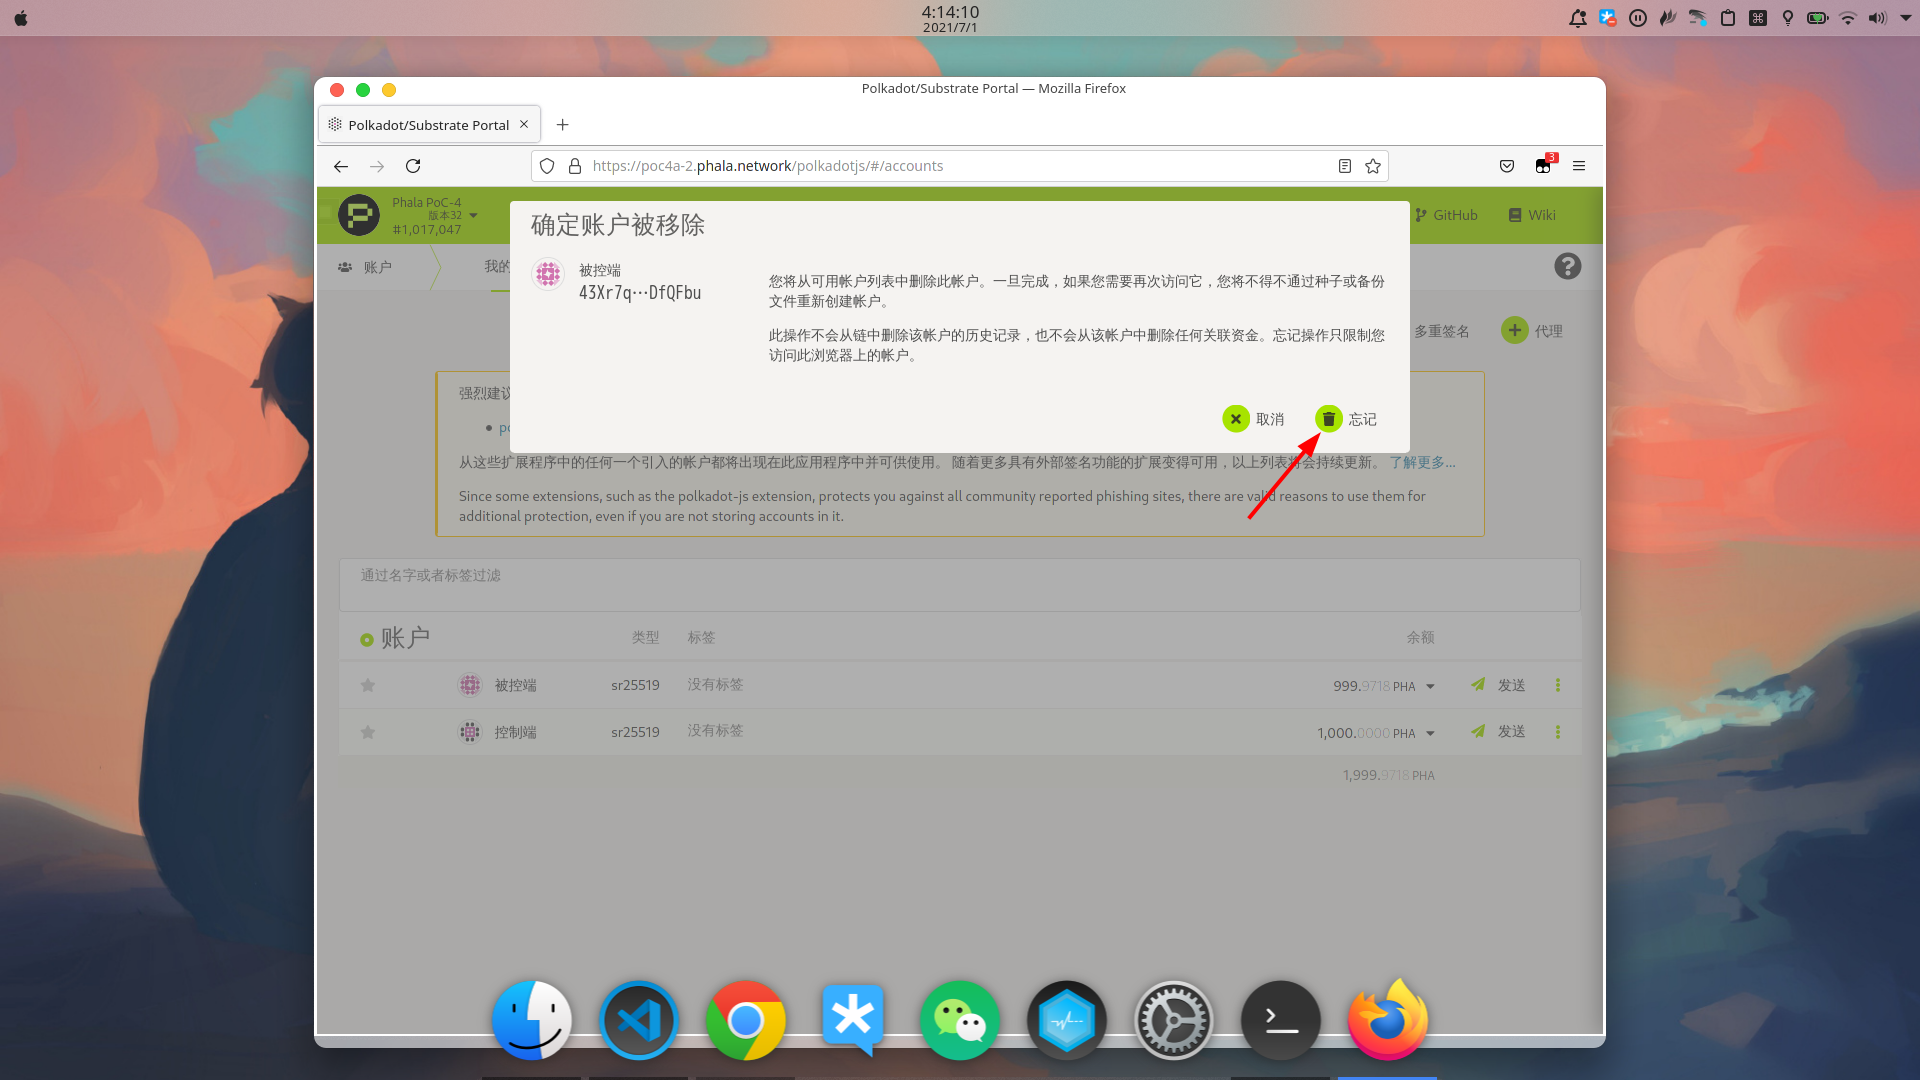 4:14:10
2021/7/1
Polkadot/Substrate Portal — Mozilla Firefox
Polkadot/Substrate Portal
https://poc4a-2.phala.network/polkadotjs/#/accounts
3
Phala PoC-4
版本32
#1,017,047
GitHub
Wiki
账户
我的
确定账户被移除
被控端
43Xr7q···DfQFbu
您将从可用帐户列表中删除此帐户。一旦完成，如果您需要再次访问它，您将不得不通过种子或备份
文件重新创建帐户。
此操作不会从链中删除该帐户的历史记录，也不会从该帐户中删除任何关联资金。忘记操作只限制您
访问此浏览器上的帐户。
取消
忘记
多重签名
代理
强烈建议
po
从这些扩展程序中的任何一个引入的帐户都将出现在此应用程序中并可供使用。 随着更多具有外部签名功能的扩展变得可用，以上列表将会持续更新。 了解更多...
Since some extensions, such as the polkadot-js extension, protects you against all community reported phishing sites, there are valid reasons to use them for
additional protection, even if you are not storing accounts in it.
通过名字或者标签过滤
账户 类型 标签 余额
被控端 sr25519 没有标签 999.9718 PHA 发送
控制端 sr25519 没有标签 1,000.0000 PHA 发送
1,999.9718 PHA